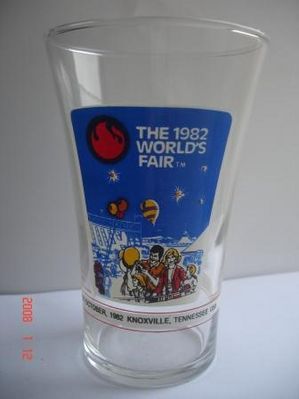 THE 1982
WORLD'S
FAIR TM
OCTOBER, 1982 KNOXVILLE, TENNESSEE
2008 1 12